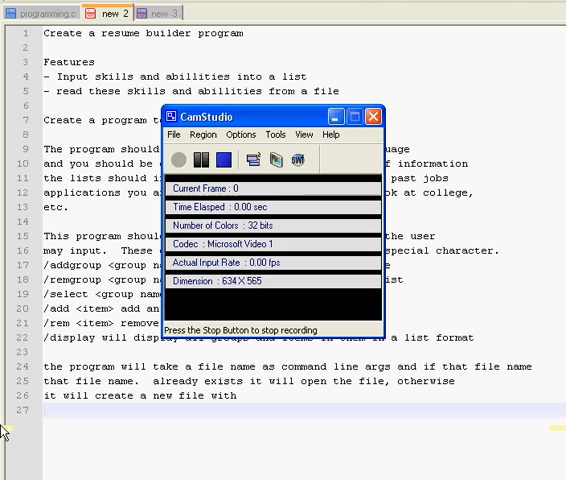 programming.c new 2 new 3
1 Create a resume builder program
2
3 Features
4 - Input skills and abillities into a list
5 - read these skills and abillities from a file
6
7 Create a program to
8
9 The program should uage
10 and you should be f information
11 the lists should i past jobs
12 applications you a ok at college,
13 etc.
14
15 This program shoul the user
16 may input. These special character.
17 /addgroup <group na e
18 /remgroup <group na ist
19 /select <group name
20 /add <item> add an
21 /rem <item> remove
22 /display will display all groups and items in them in a list format
23
24 the program will take a file name as command line args and if that file name
25 that file name. already exists it will open the file, otherwise
26 it will create a new file with
27
CamStudio
File Region Options Tools View Help
Current Frame : 0
Time Elasped : 0.00 sec
Number of Colors : 32 bits
Codec : Microsoft Video 1
Actual Input Rate : 0.00 fps
Dimension : 634 X 565
Press the Stop Button to stop recording